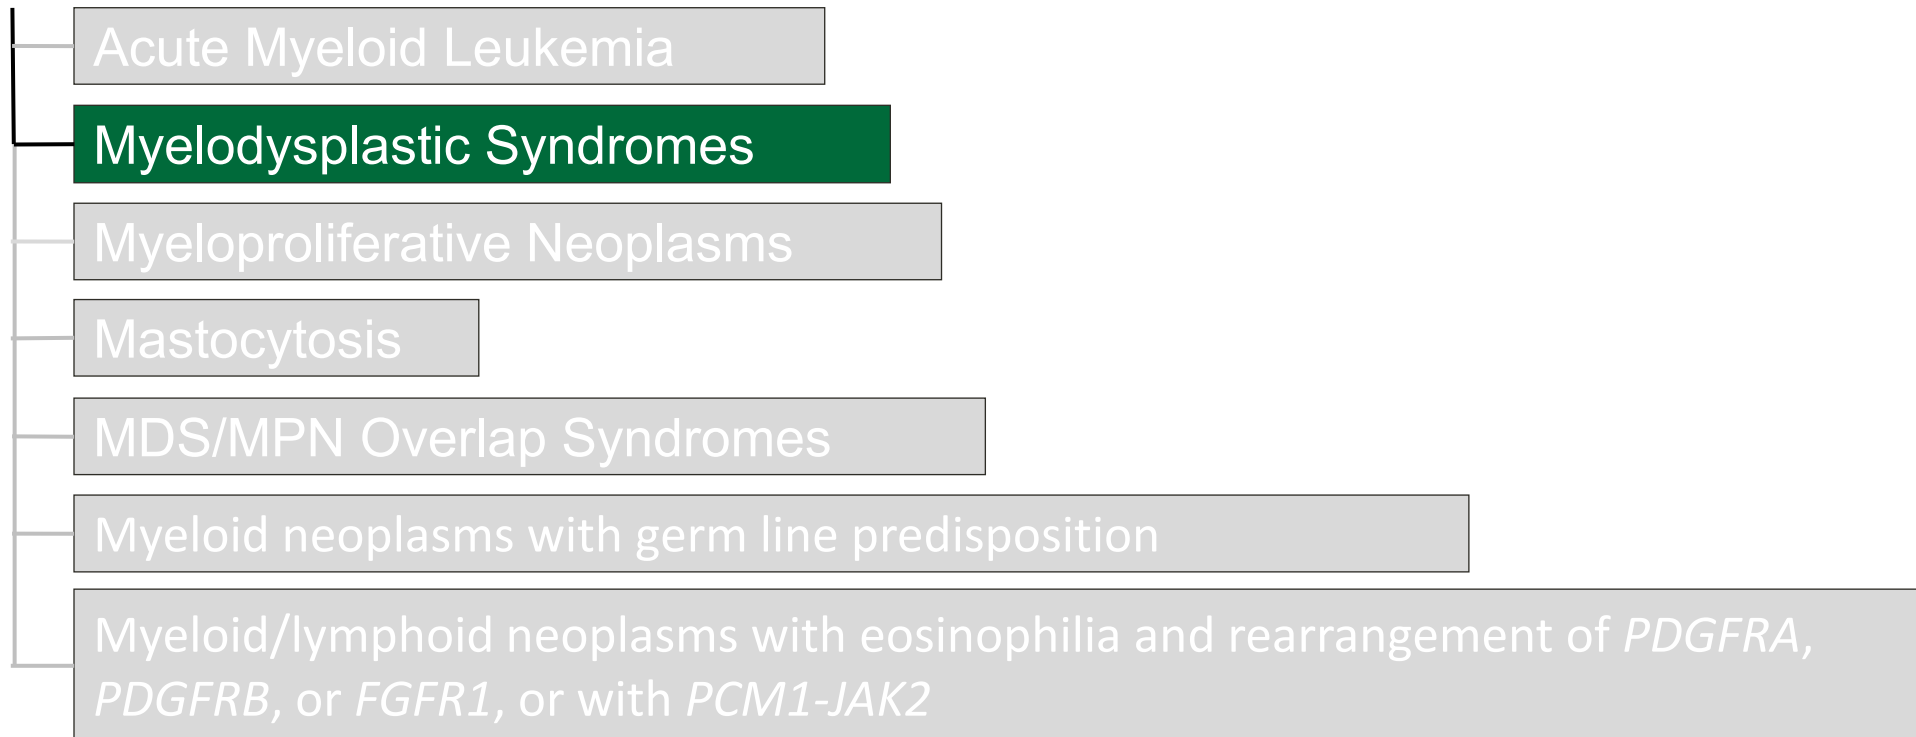 Acute Myeloid Leukemia
Myelodysplastic Syndromes
Myeloproliferative Neoplasms
Mastocytosis
MDS/MPN Overlap Syndromes
Myeloid neoplasms with germ line predisposition
Myeloid/lymphoid neoplasms with eosinophilia and rearrangement of PDGFRA,
PDGFRB, or FGFR1, or with PCM1-JAK2